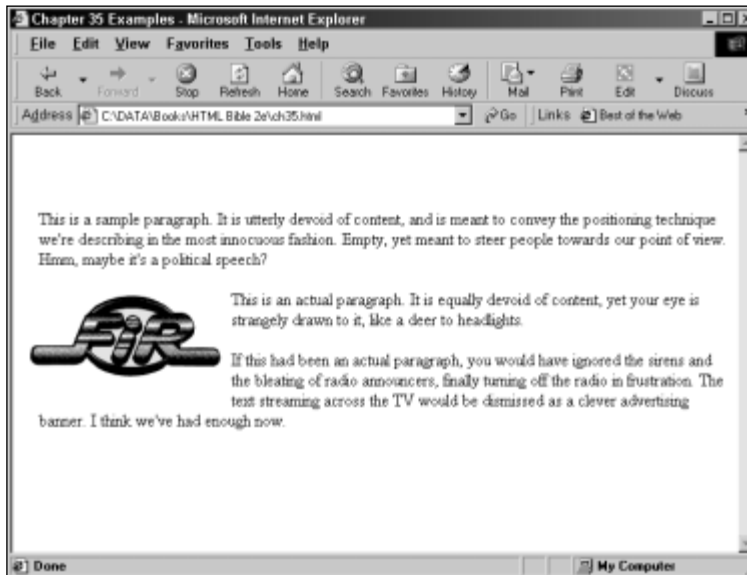 Chapter 35 Examples - Microsoft Internet Explorer
File Edit View Favorites Tools Help
Back Forward Stop Refresh Home Search Favorites History Mail Print Edit Discuss
Address C:\DATA\Books\HTML Bible 2e\ch35.html Go Links Best of the Web
This is a sample paragraph. It is utterly devoid of content, and is meant to convey the positioning technique
we're describing in the most innocuous fashion. Empty, yet meant to steer people towards our point of view.
Hmm, maybe it's a political speech?
FiR
This is an actual paragraph. It is equally devoid of content, yet your eye is
strangely drawn to it, like a deer to headlights.
If this had been an actual paragraph, you would have ignored the sirens and
the bleating of radio announcers, finally turning off the radio in frustration. The
text streaming across the TV would be dismissed as a clever advertising
banner. I think we've had enough now.
Done My Computer